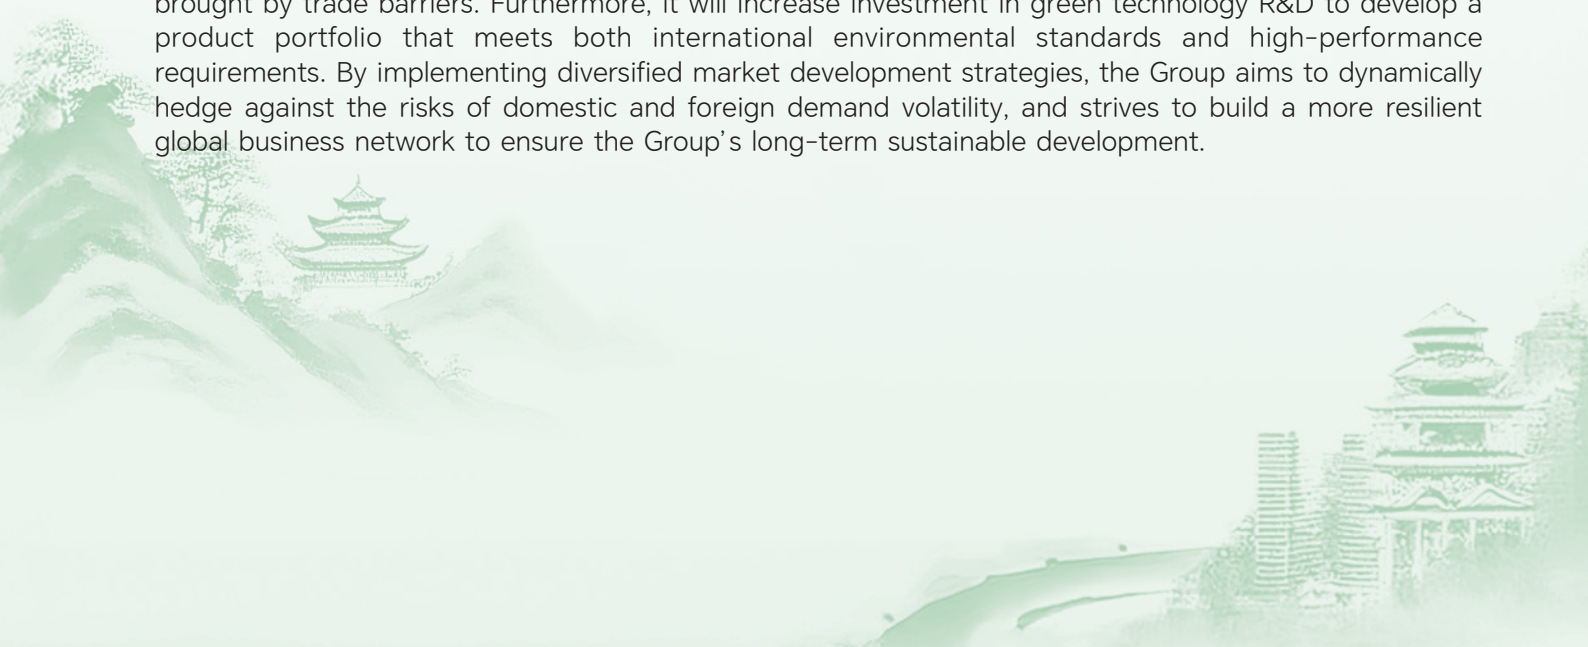 brought by trade barriers. Furthermore, it will increase investment in green technology R&D to develop a
product portfolio that meets both international environmental standards and high-performance
requirements. By implementing diversified market development strategies, the Group aims to dynamically
hedge against the risks of domestic and foreign demand volatility, and strives to build a more resilient
global business network to ensure the Group's long-term sustainable development.